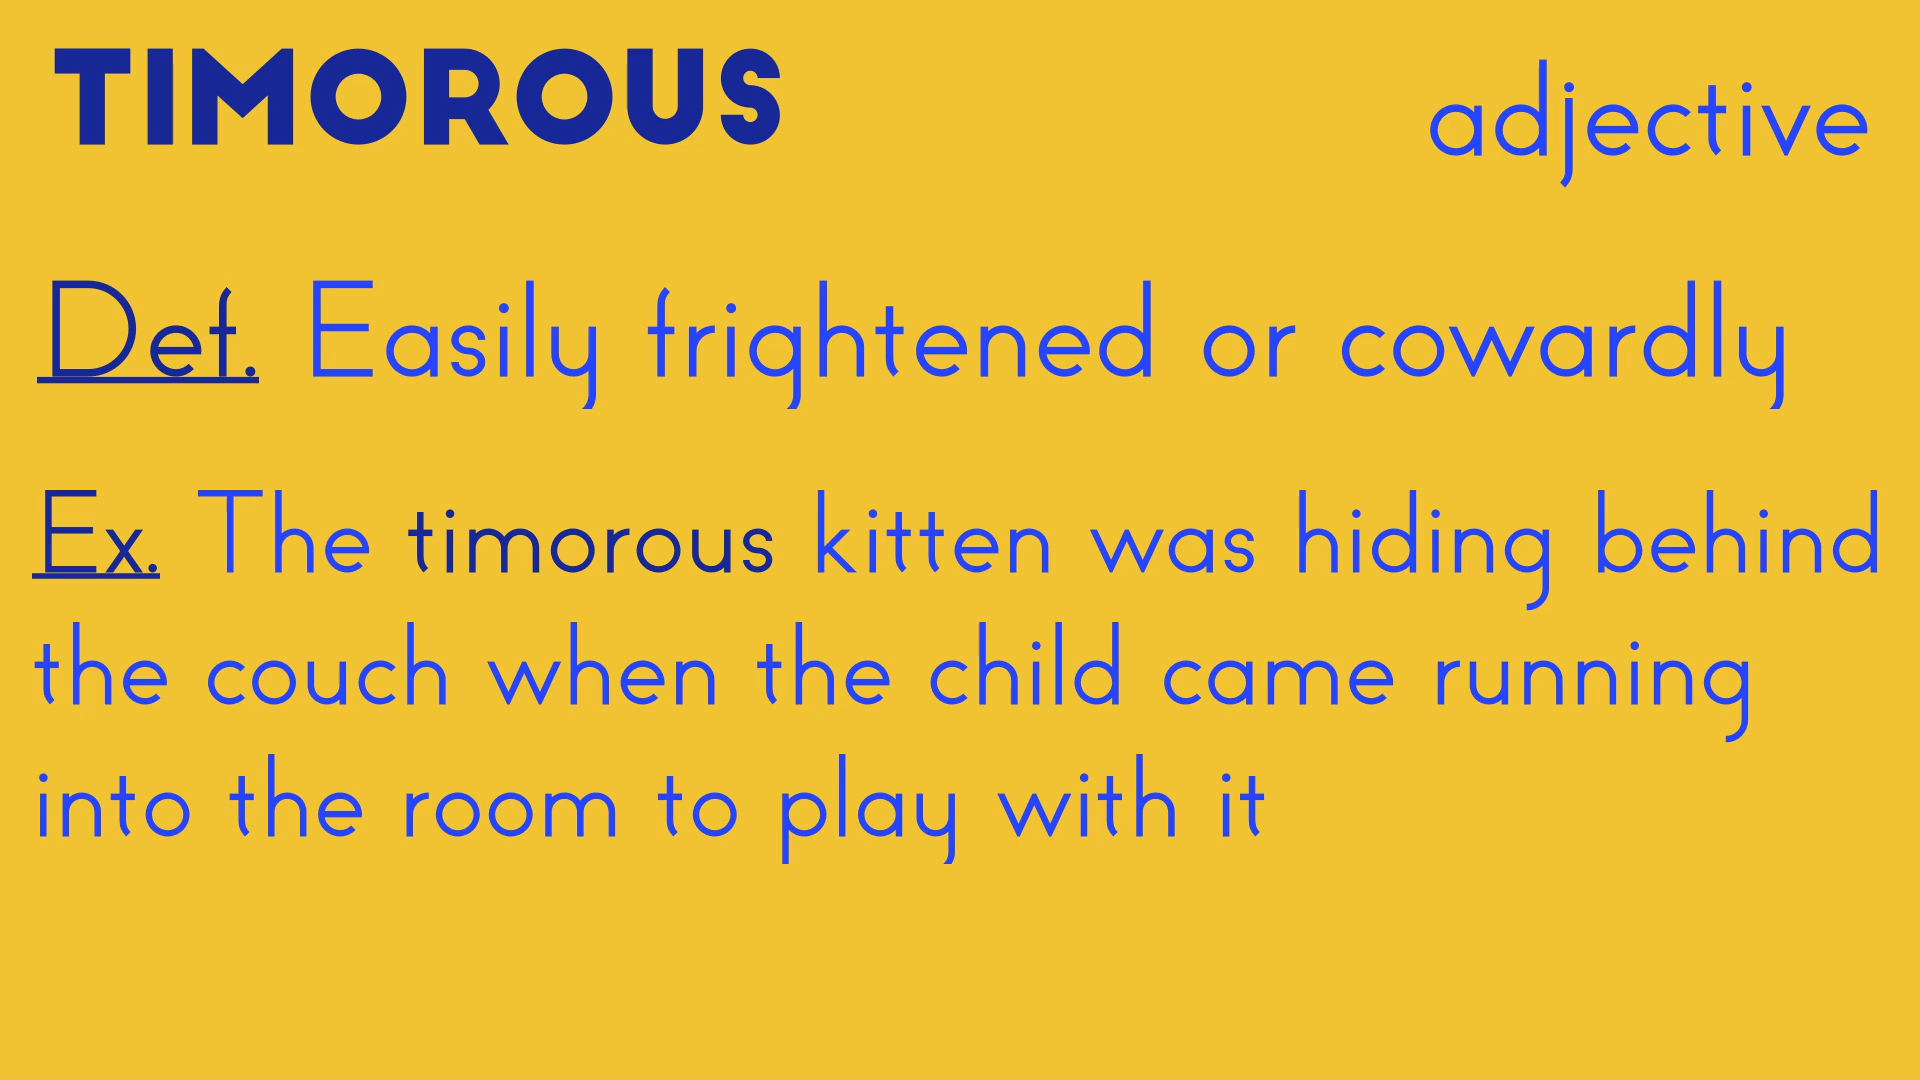 TIMOROUS adjective
Def. Easily frightened or cowardly
Ex. The timorous kitten was hiding behind
the couch when the child came running
into the room to play with it